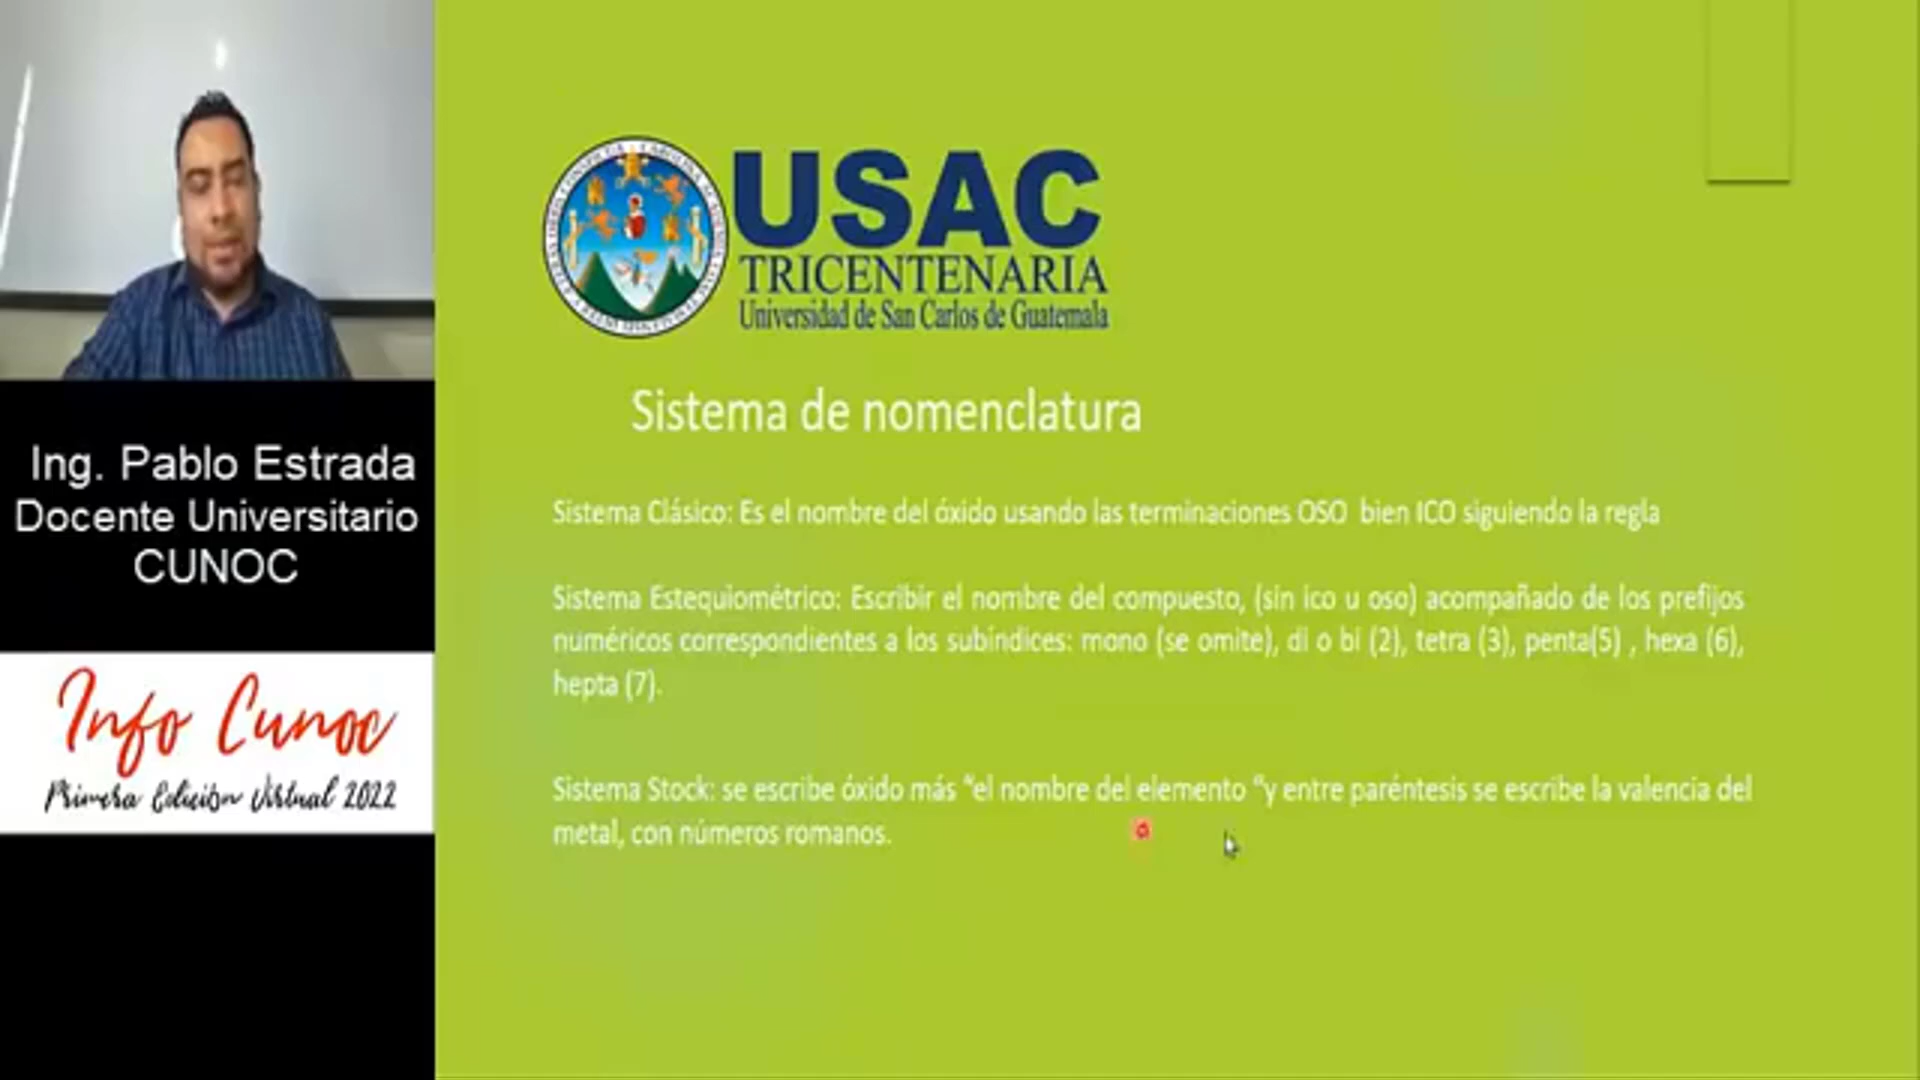 USAC
TRICENTENARIA
Universidad de San Carlos de Guatemala
Sistema de nomenclatura
Sistema Clásico: Es el nombre del óxido usando las terminaciones OSO bien ICO siguiendo la regla
Sistema Estequiométrico: Escribir el nombre del compuesto, (sin ico u oso) acompañado de los prefijos
numéricos correspondientes a los subíndices: mono (se omite), di o bi (2), tetra (3), penta(5) , hexa (6),
hepta (7).
Sistema Stock: se escribe óxido más “el nombre del elemento “y entre paréntesis se escribe la valencia del
metal, con números romanos.
Ing. Pablo Estrada
Docente Universitario
CUNOC
Info Cunoc
Primera Edición Virtual 2022